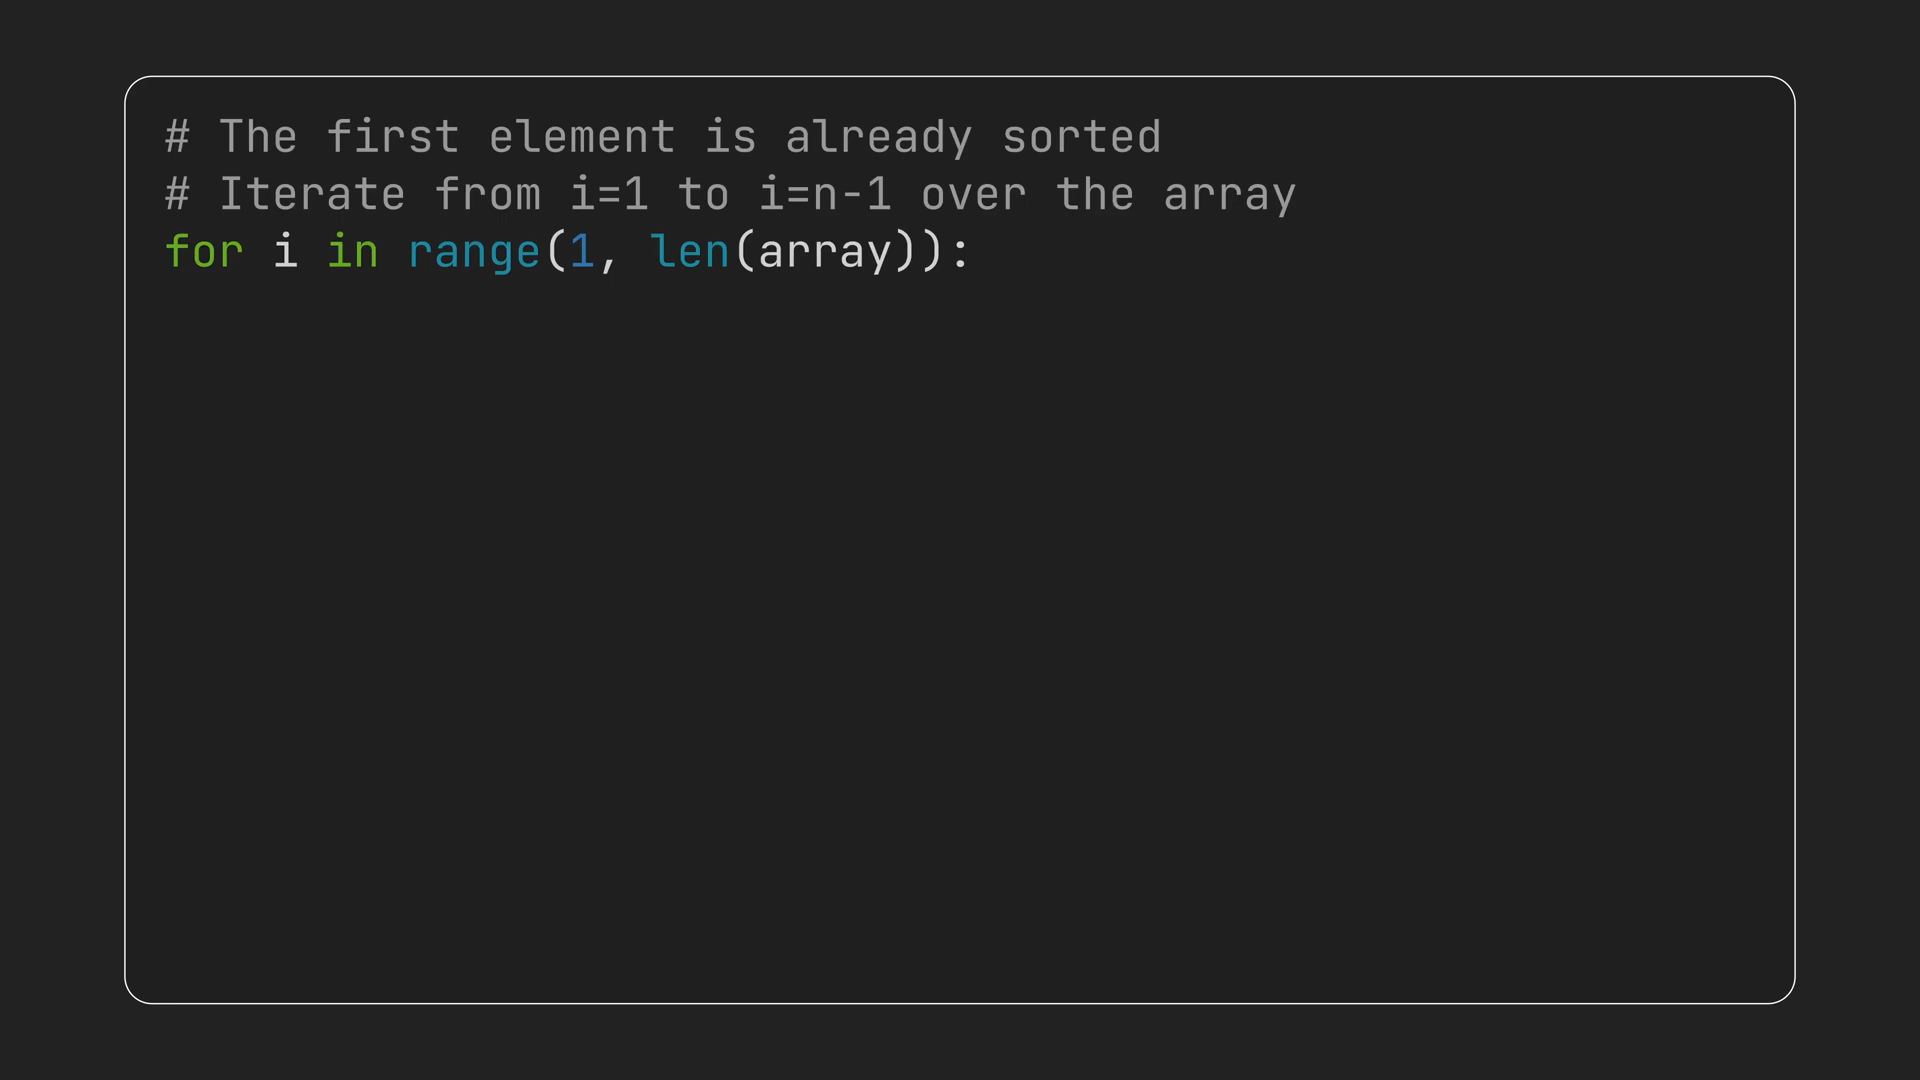 # The first element is already sorted
# Iterate from i=1 to i=n-1 over the array
for i in range(1, len(array)):